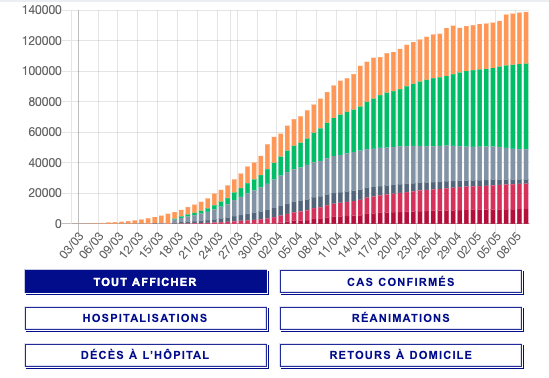 140000
120000
100000
80000
60000
40000
20000
0
03/03 06/03 09/03 12/03 15/03 18/03 21/03 24/03 27/03 30/03 02/04 05/04 08/04 11/04 14/04 17/04 20/04 23/04 26/04 29/04 02/05 05/05 08/05
TOUT AFFICHER CAS CONFIRMÉS
HOSPITALISATIONS RÉANIMATIONS
DÉCÈS À L'HÔPITAL RETOURS À DOMICILE